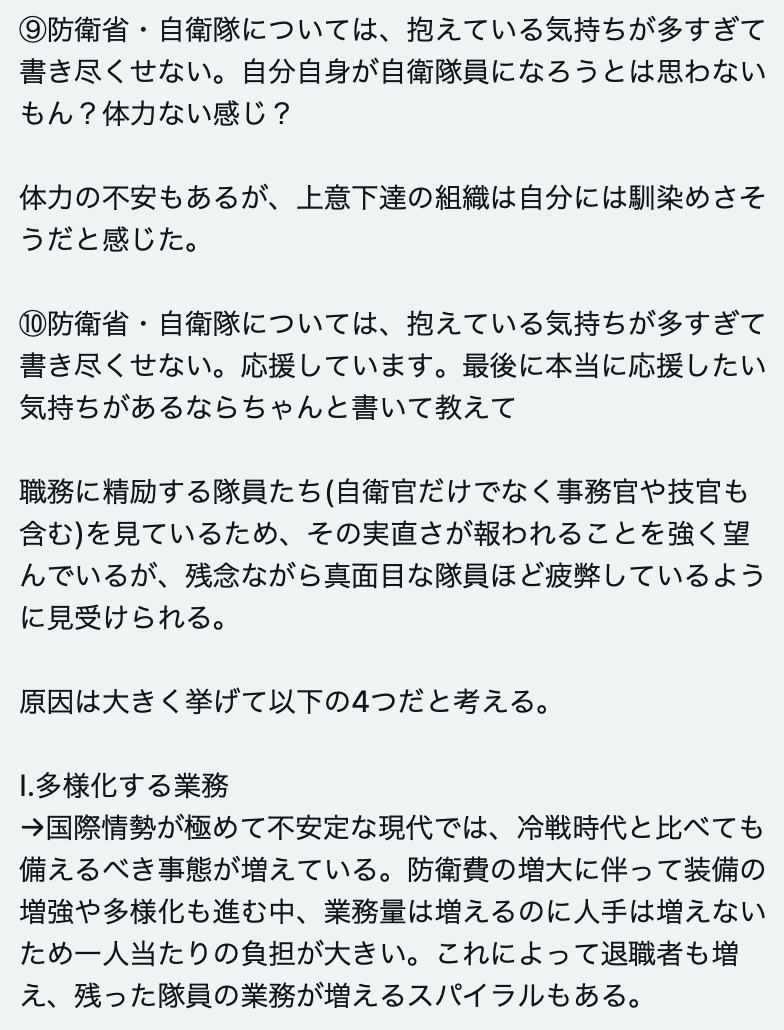 ⑨防衛省・自衛隊については、抱えている気持ちが多すぎて
書き尽くせない。自分自身が自衛隊員になろうとは思わない
もん？体力ない感じ？
体力の不安もあるが、上意下達の組織は自分には馴染めさそ
うだと感じた。
⑩防衛省・自衛隊については、抱えている気持ちが多すぎて
書き尽くせない。応援しています。最後に本当に応援したい
気持ちがあるならちゃんと書いて教えて
職務に精励する隊員たち(自衛官だけでなく事務官や技官も
含む)を見ているため、その実直さが報われることを強く望
んでいるが、残念ながら真面目な隊員ほど疲弊しているよう
に見受けられる。
原因は大きく挙げて以下の4つだと考える。
I.多様化する業務
→国際情勢が極めて不安定な現代では、冷戦時代と比べても
備えるべき事態が増えている。防衛費の増大に伴って装備の
増強や多様化も進む中、業務量は増えるのに人手は増えない
ため一人当たりの負担が大きい。これによって退職者も増
え、残った隊員の業務が増えるスパイラルもある。